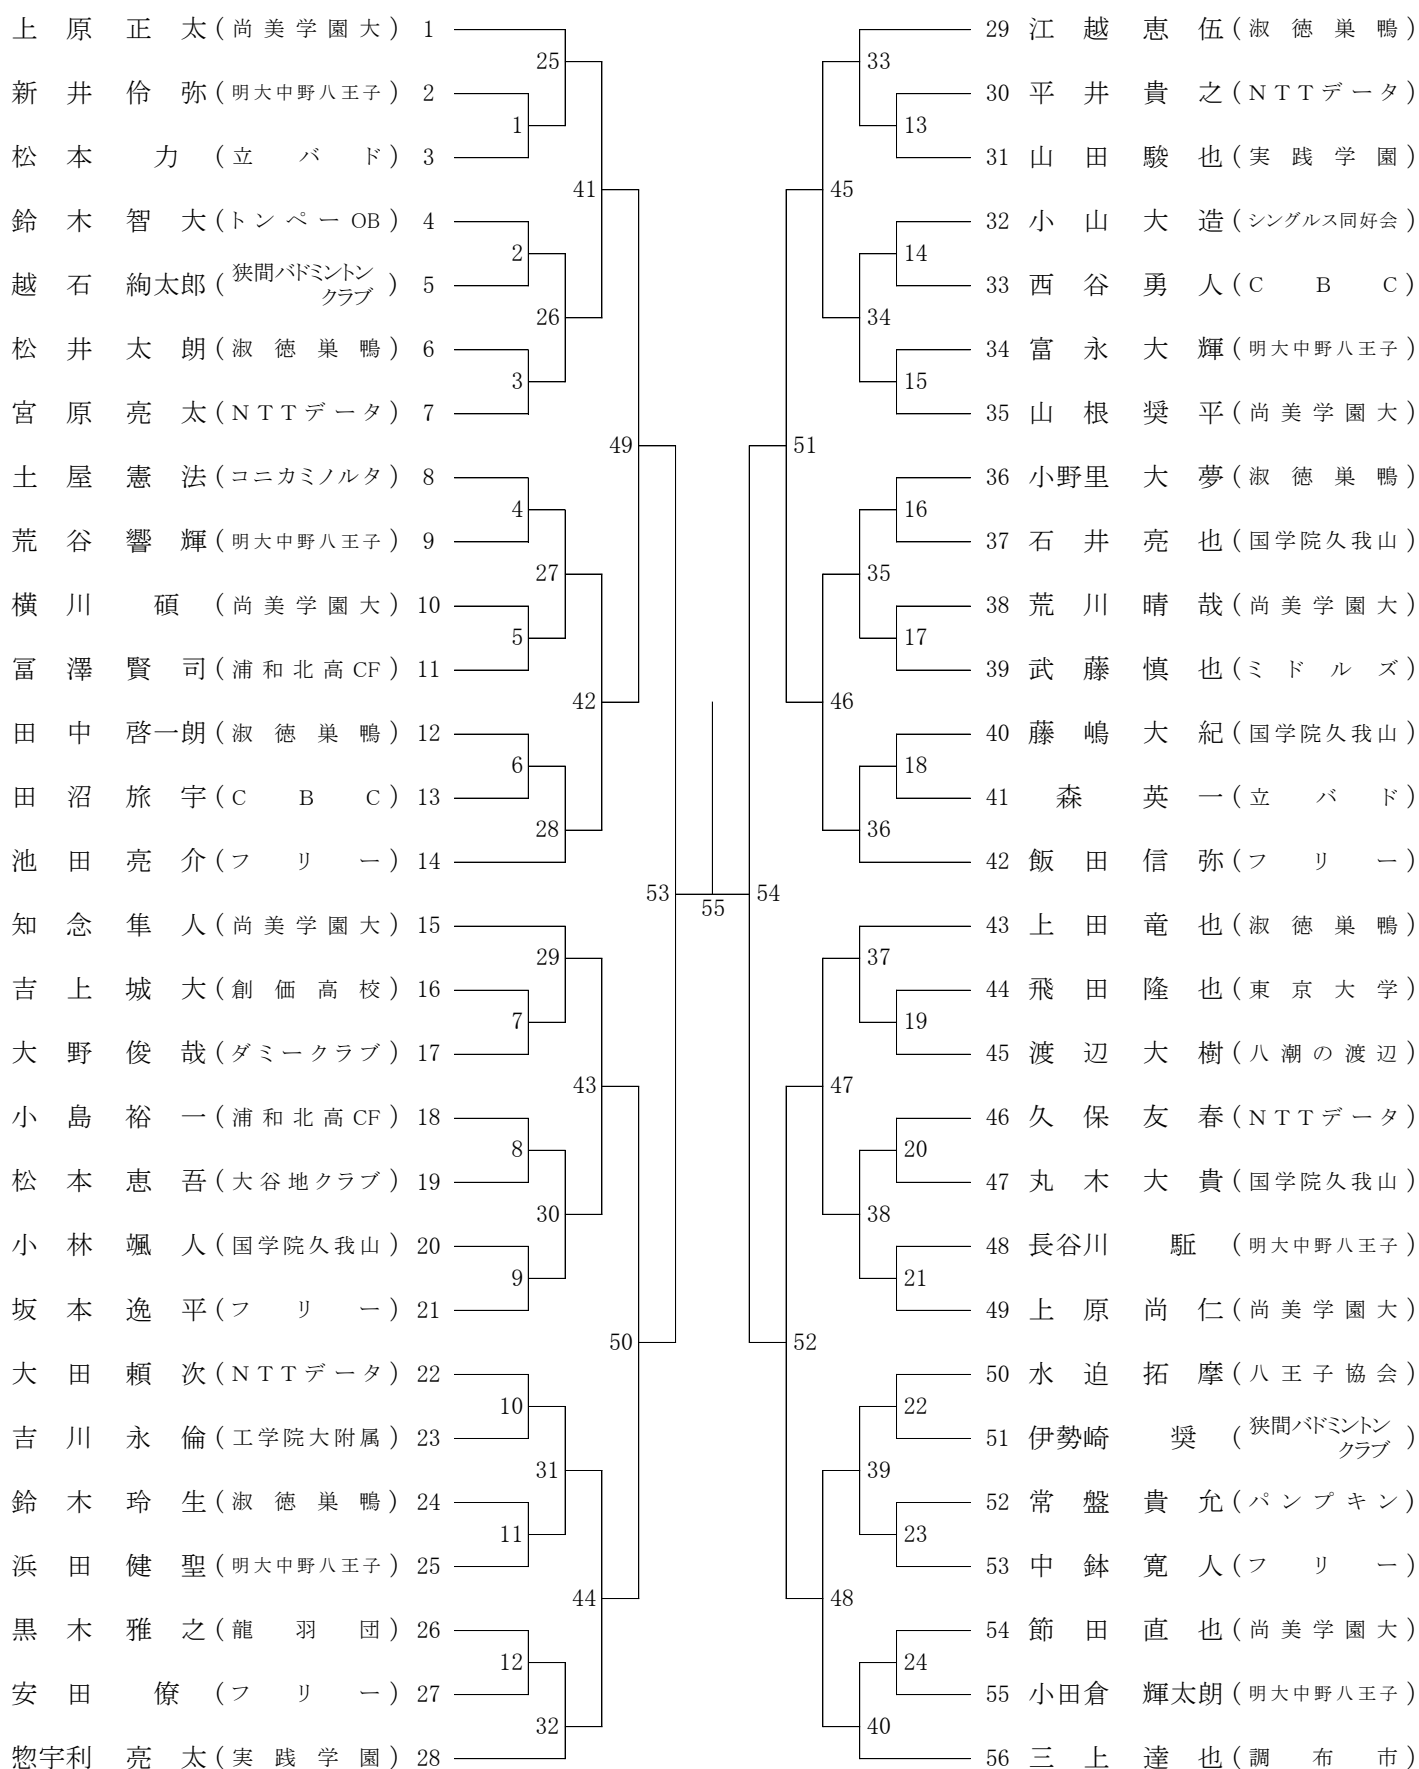 上原正太(尚美学園大) 1
25
新井伶弥(明大中野八王子) 2
1
松本力(立バド) 3
41
鈴木智大(トンペーOB) 4
2
越石絢太郎(狭間バドミントンクラブ) 5
26
松井太朗(淑徳巣鴨) 6
3
宮原亮太(NTTデータ) 7
49
土屋憲法(コニカミノルタ) 8
4
荒谷響輝(明大中野八王子) 9
27
横川碩(尚美学園大) 10
5
冨澤賢司(浦和北高CF) 11
42
田中啓一朗(淑徳巣鴨) 12
6
田沼旅宇(CBC) 13
28
池田亮介(フリー) 14
53
知念隼人(尚美学園大) 15
29
吉上城大(創価高校) 16
7
大野俊哉(ダミークラブ) 17
43
小島裕一(浦和北高CF) 18
8
松本恵吾(大谷地クラブ) 19
30
小林颯人(国学院久我山) 20
9
坂本逸平(フリー) 21
50
大田頼次(NTTデータ) 22
10
吉川永倫(工学院大附属) 23
31
鈴木玲生(淑徳巣鴨) 24
11
浜田健聖(明大中野八王子) 25
44
黒木雅之(龍羽団) 26
12
安田僚(フリー) 27
32
惣宇利亮太(実践学園) 28
55
29 江越恵伍(淑徳巣鴨)
33
30 平井貴之(NTTデータ)
13
31 山田駿也(実践学園)
45
32 小山大造(シングルス同好会)
14
33 西谷勇人(CBC)
34
34 富永大輝(明大中野八王子)
15
35 山根奨平(尚美学園大)
51
36 小野里大夢(淑徳巣鴨)
16
37 石井亮也(国学院久我山)
35
38 荒川晴哉(尚美学園大)
17
39 武藤慎也(ミドルズ)
46
40 藤嶋大紀(国学院久我山)
18
41 森英一(立バド)
36
42 飯田信弥(フリー)
54
43 上田竜也(淑徳巣鴨)
37
44 飛田隆也(東京大学)
19
45 渡辺大樹(八潮の渡辺)
47
46 久保友春(NTTデータ)
20
47 丸木大貴(国学院久我山)
38
48 長谷川駈(明大中野八王子)
21
49 上原尚仁(尚美学園大)
52
50 水迫拓摩(八王子協会)
22
51 伊勢崎奨(狭間バドミントンクラブ)
39
52 常盤貴允(パンプキン)
23
53 中鉢寛人(フリー)
48
54 節田直也(尚美学園大)
24
55 小田倉輝太朗(明大中野八王子)
40
56 三上達也(調布市)